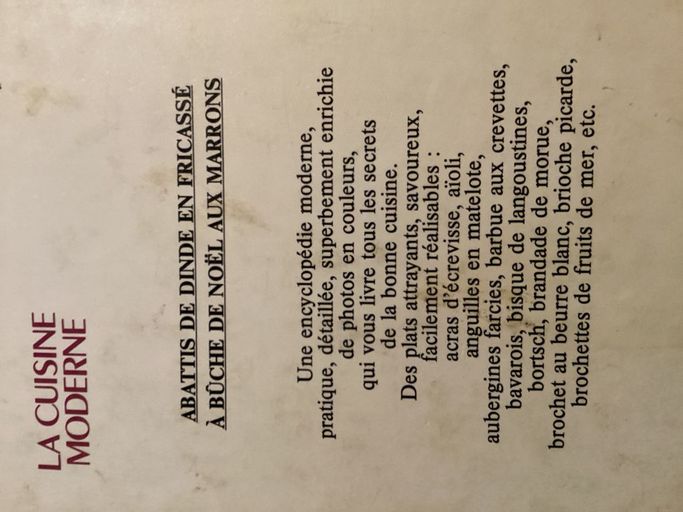 LA CUISINE
MODERNE
ABATTIS DE DINDE EN FRICASSÉ
À BÛCHE DE NOËL AUX MARRONS
Une encyclopédie moderne,
pratique, détaillée, superbement enrichie
de photos en couleurs,
qui vous livre tous les secrets
de la bonne cuisine.
Des plats attrayants, savoureux,
facilement réalisables :
acras d'écrevisse, aïoli,
anguilles en matelote,
aubergines farcies, barbue aux crevettes,
bavarois, bisque de langoustines,
bortsch, brandade de morue,
brochet au beurre blanc, brioche picarde,
brochettes de fruits de mer, etc.